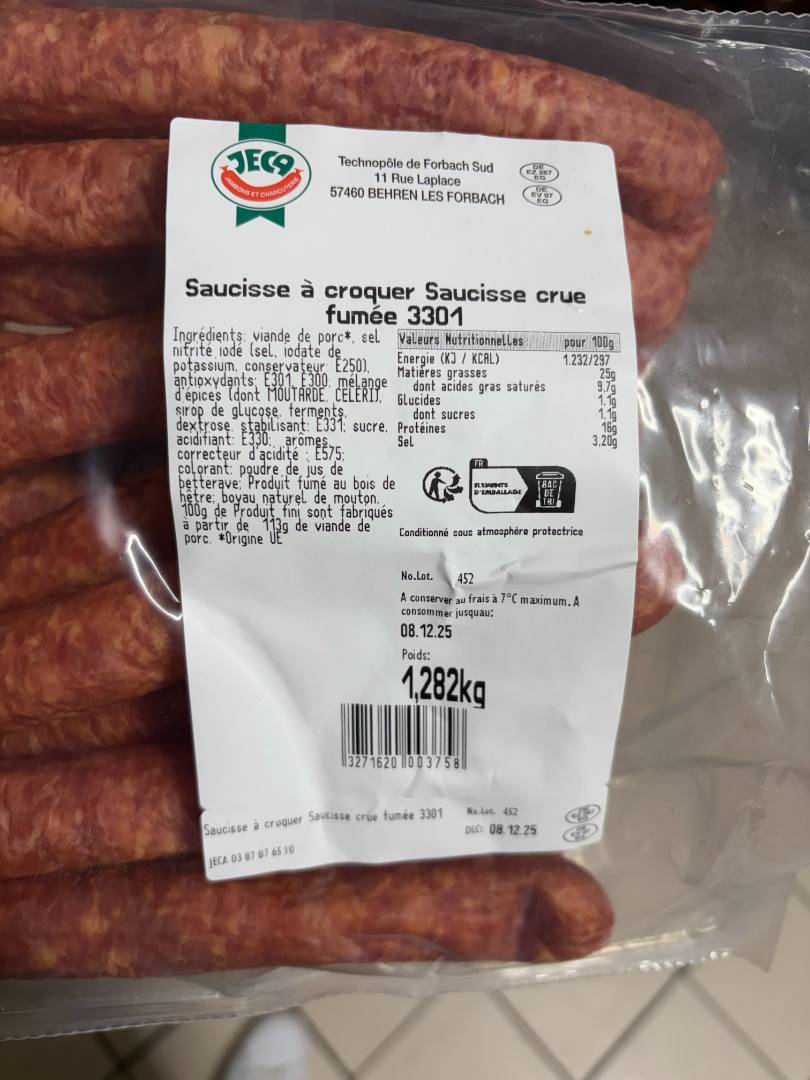 JECA
JAMBONS ET CHARCUTERIE
Technopôle de Forbach Sud
11 Rue Laplace
57460 BEHREN LES FORBACH
DE
EZ 267
EG
DE
EV 97
EG
Saucisse à croquer Saucisse crue
fumée 3301
Ingrédients: viande de porc*, sel
nitrité iodé (sel, iodate de
potassium, conservateur: E250),
antioxydants: E301, E300; mélange
d'épices (dont MOUTARDE, CELERI),
sirop de glucose, ferments,
dextrose, stabilisant: E331; sucre,
acidifiant: E330; arômes,
correcteur d'acidité : E575;
colorant: poudre de jus de
betterave; Produit fumé au bois de
hêtre; boyau naturel de mouton.
100g de Produit fini sont fabriqués
à partir de 113g de viande de
porc. *Origine UE
Valeurs Nutritionnelles pour 100g
Energie (KJ / KCAL) 1.232/297
Matières grasses 25g
dont acides gras saturés 9,7g
Glucides 1,1g
dont sucres 1,1g
Protéines 16g
Sel 3,20g
FR
ELEMENTS
D'EMBALLAGE
BAC
DE
TRI
Conditionné sous atmosphère protectrice
No.Lot. 452
A conserver au frais à 7°C maximum. A
consommer jusquau:
08.12.25
Poids:
1,282kg
3271620 003758
Saucisse à croquer Saucisse crue fumée 3301 No.Lot. 452
DLC: 08.12.25
JECA 03 87 87 65 10